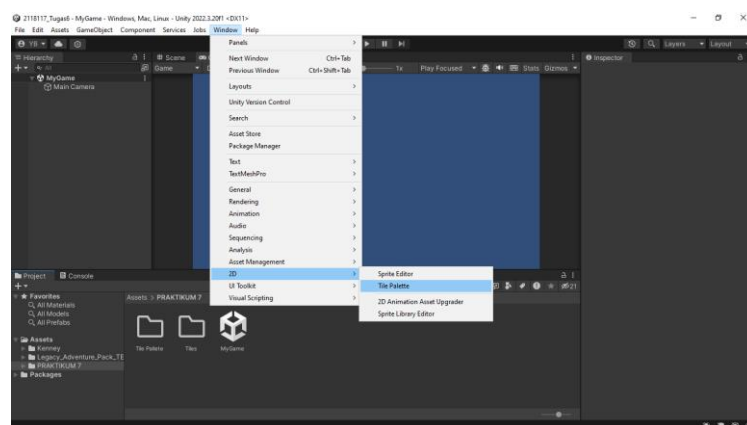 2118117_Tugas6 - MyGame - Windows, Mac, Linux - Unity 2022.3.20f1 <DX11>
File Edit Assets GameObject Component Services Jobs Window Help
Layers Layout
Hierarchy
Scene
Game
1x Play Focused Stats Gizmos
Inspector
MyGame
Main Camera
Panels
Next Window Ctrl+Tab
Previous Window Ctrl+Shift+Tab
Layouts
Unity Version Control
Search
Asset Store
Package Manager
Text
TextMeshPro
General
Rendering
Animation
Audio
Sequencing
Analysis
Asset Management
2D
UI Toolkit
Visual Scripting
Sprite Editor
Tile Palette
2D Animation Asset Upgrader
Sprite Library Editor
Project Console
Favorites
All Materials
All Models
All Prefabs
Assets
Kenney
Legacy_Adventure_Pack_TE
PRAKTIKUM 7
Packages
Assets > PRAKTIKUM 7
Tile Palete Tiles MyGame
21